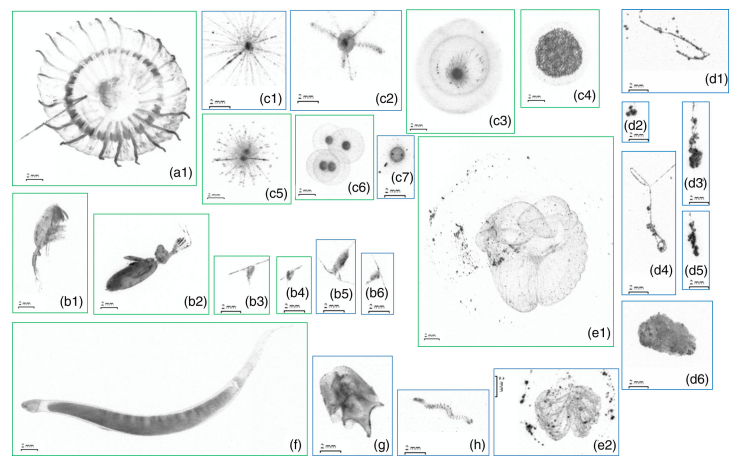 2 mm
(a1)
2 mm
(c1)
2 mm
(c2)
2 mm
(c3)
2 mm
(c4)
2 mm
(d1)
2 mm
(c5)
2 mm
(c6)
2 mm
(c7)
2 mm
(d2)
2 mm
(d3)
2 mm
(b1)
2 mm
(b2)
2 mm
(b3)
2 mm
(b4)
2 mm
(b5)
2 mm
(b6)
2 mm
(e1)
2 mm
(d4)
2 mm
(d5)
2 mm
(f)
2 mm
(g)
2 mm
(h)
2 mm
(e2)
2 mm
(d6)